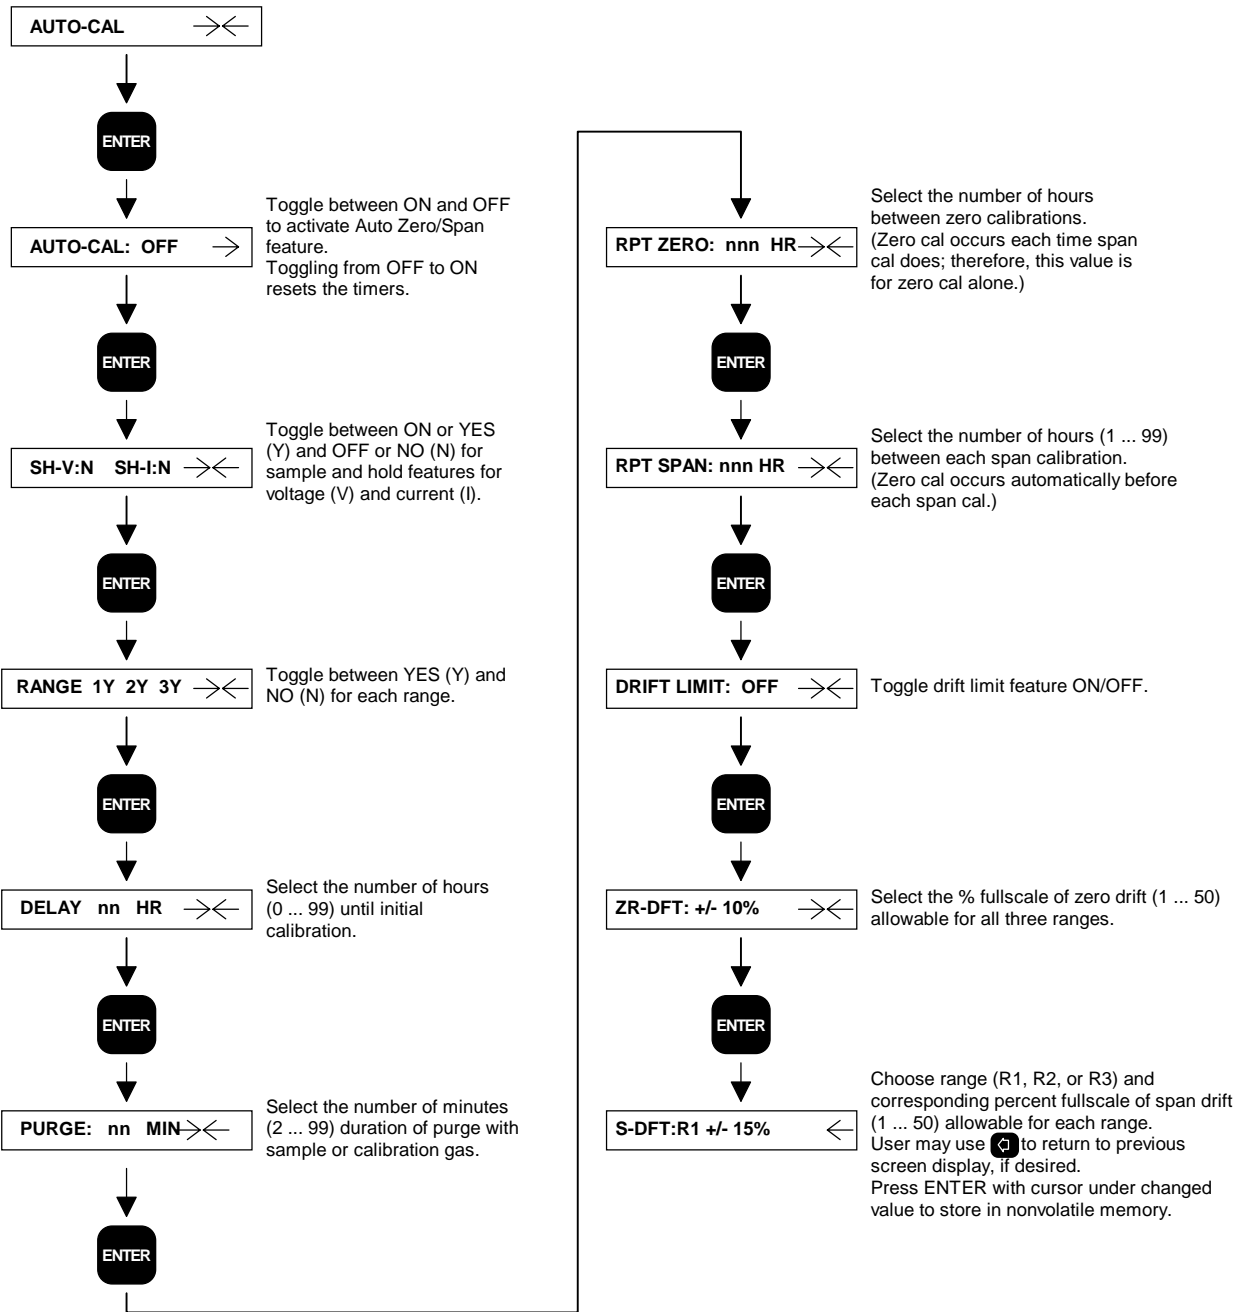 AUTO-CAL
ENTER
AUTO-CAL: OFF
Toggle between ON and OFF
to activate Auto Zero/Span
feature.
Toggling from OFF to ON
resets the timers.
ENTER
SH-V:N SH-I:N
Toggle between ON or YES
(Y) and OFF or NO (N) for
sample and hold features for
voltage (V) and current (I).
ENTER
RANGE 1Y 2Y 3Y
Toggle between YES (Y) and
NO (N) for each range.
ENTER
DELAY nn HR
Select the number of hours
(0 ... 99) until initial
calibration.
ENTER
PURGE: nn MIN
Select the number of minutes
(2 ... 99) duration of purge with
sample or calibration gas.
ENTER
RPT ZERO: nnn HR
Select the number of hours
between zero calibrations.
(Zero cal occurs each time span
cal does; therefore, this value is
for zero cal alone.)
ENTER
RPT SPAN: nnn HR
Select the number of hours (1 ... 99)
between each span calibration.
(Zero cal occurs automatically before
each span cal.)
ENTER
DRIFT LIMIT: OFF
Toggle drift limit feature ON/OFF.
ENTER
ZR-DFT: +/- 10%
Select the % fullscale of zero drift (1 ... 50)
allowable for all three ranges.
ENTER
S-DFT:R1 +/- 15%
Choose range (R1, R2, or R3) and
corresponding percent fullscale of span drift
(1 ... 50) allowable for each range.
User may use to return to previous
screen display, if desired.
Press ENTER with cursor under changed
value to store in nonvolatile memory.